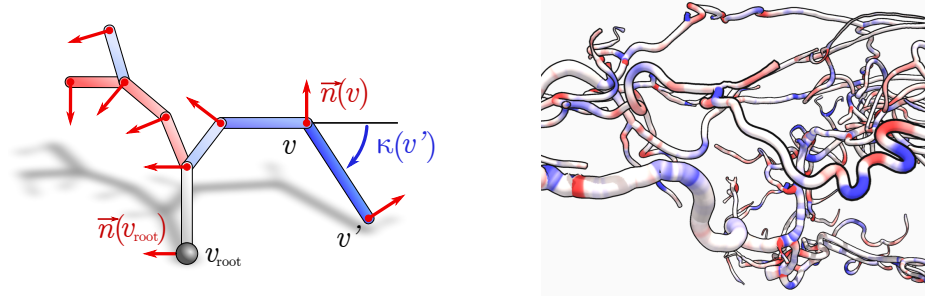 n⃗(v)
v
κ(v')
n⃗(v_root)
v'
v_root